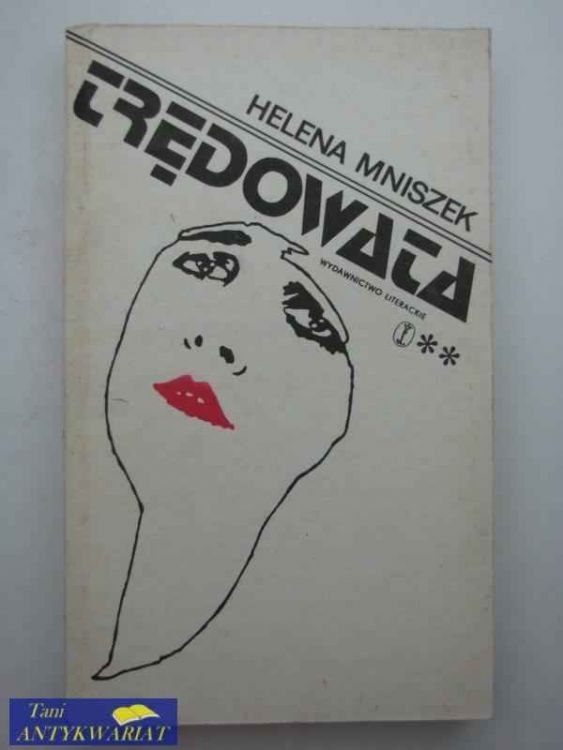 HELENA MNISZEK
TRĘDOWATA
WYDAWNICTWO LITERACKIE
**
Tani
ANTYKWARIAT